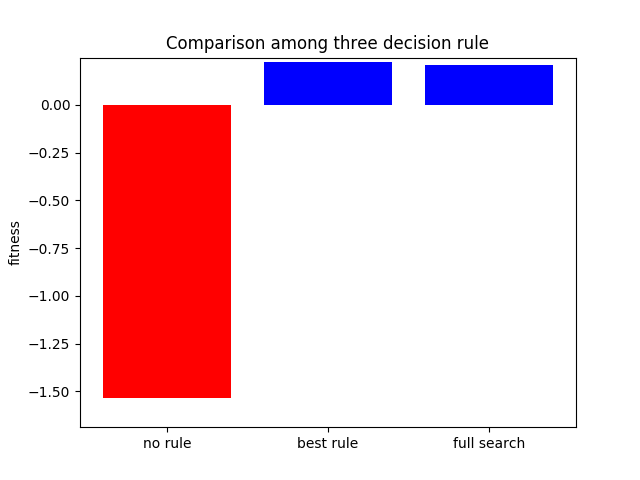 Comparison among three decision rule
0.00
−0.25
−0.50
−0.75
−1.00
−1.25
−1.50
fitness
no rule
best rule
full search